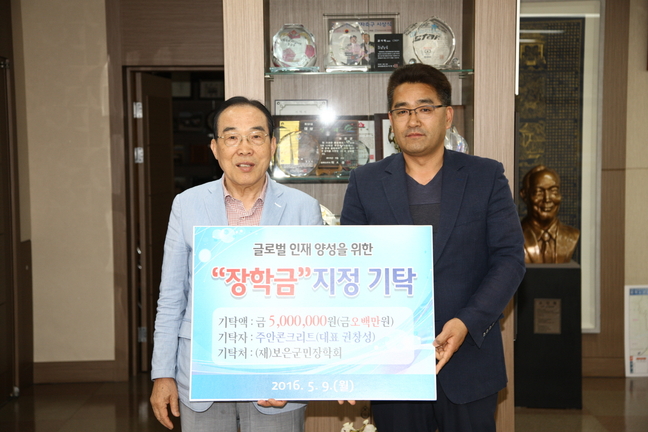 글로벌 인재 양성을 위한
“장학금” 지정 기탁
기탁액 : 금 5,000,000원(금오백만원)
기탁자 : 주안콘크리트(대표 권장성)
기탁처 : (재)보은군민장학회
2016. 5. 9.(월)